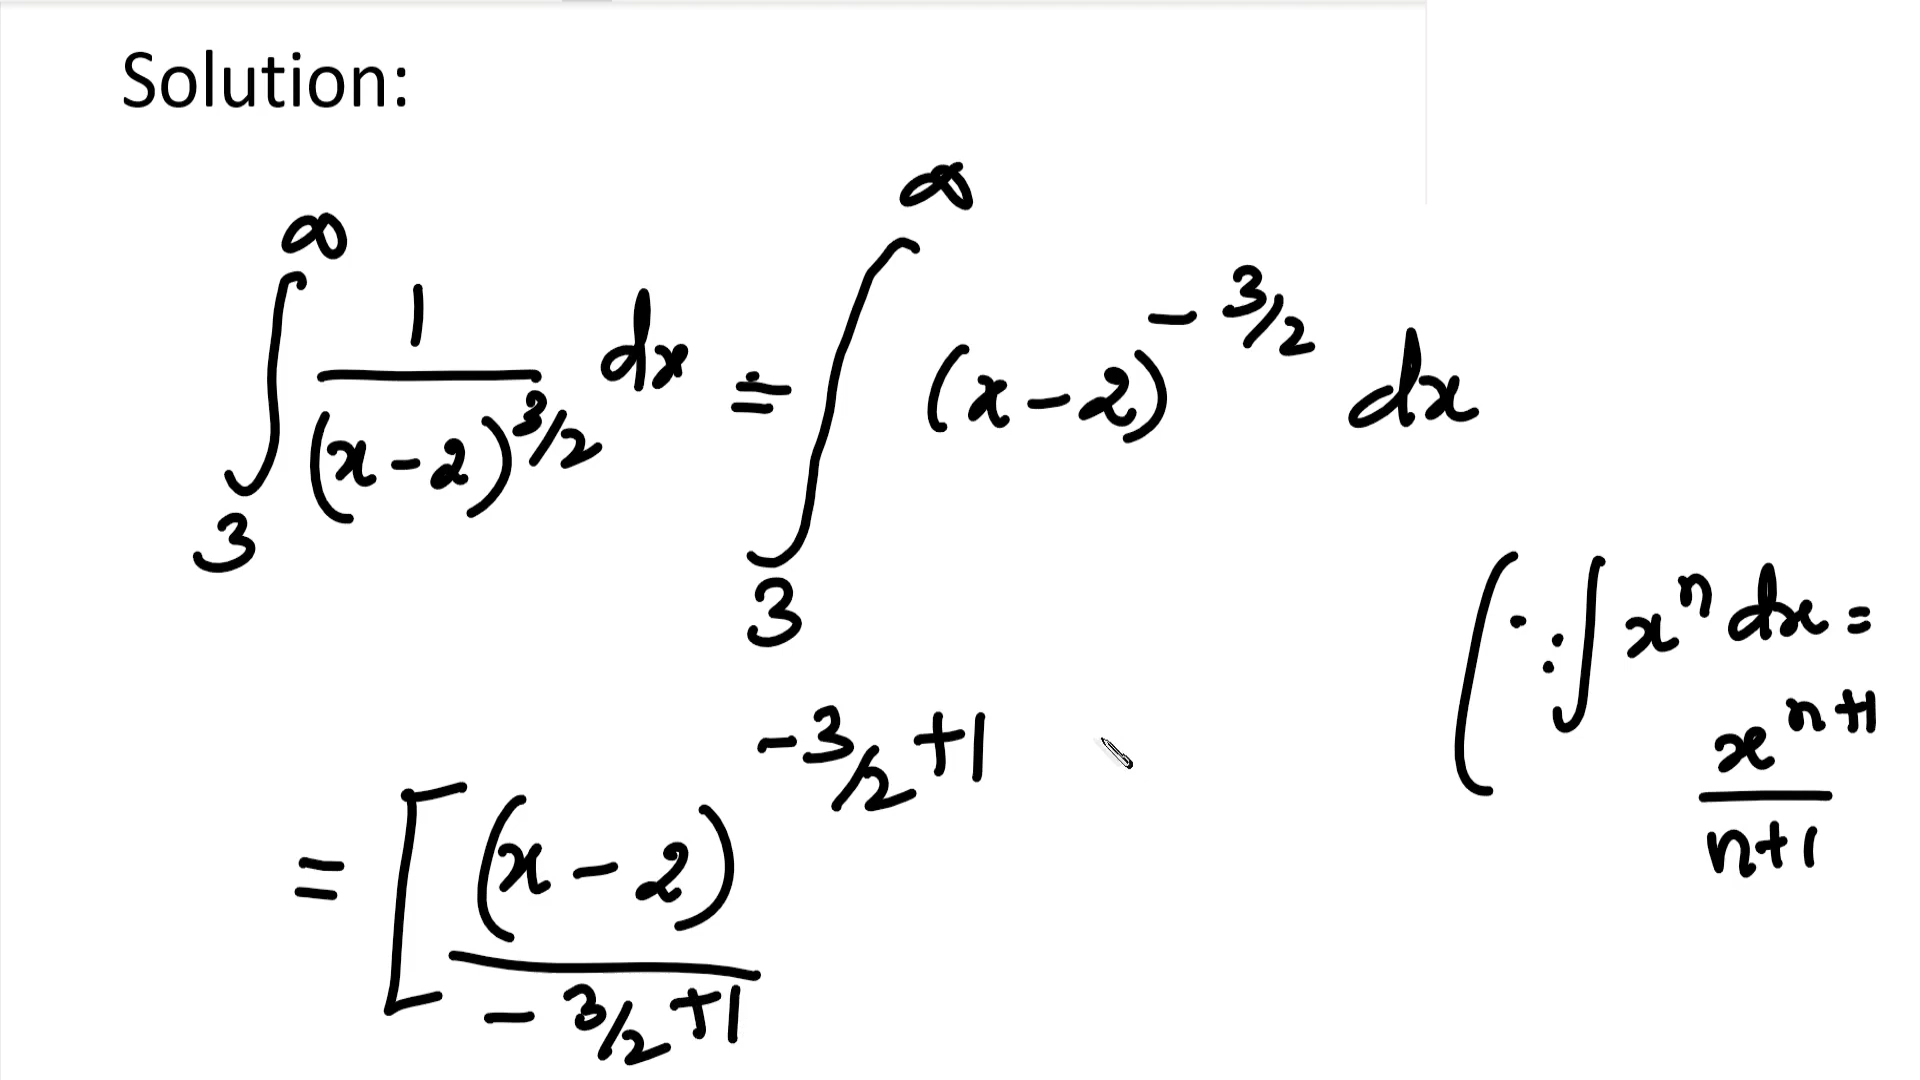 Solution:
∫₃^∞ 1/(x-2)^(3/2) dx = ∫₃^∞ (x-2)^(-3/2) dx
(∵ ∫ x^n dx =
x^(n+1)/(n+1)
= [(x-2)^(-3/2+1)/(-3/2+1)